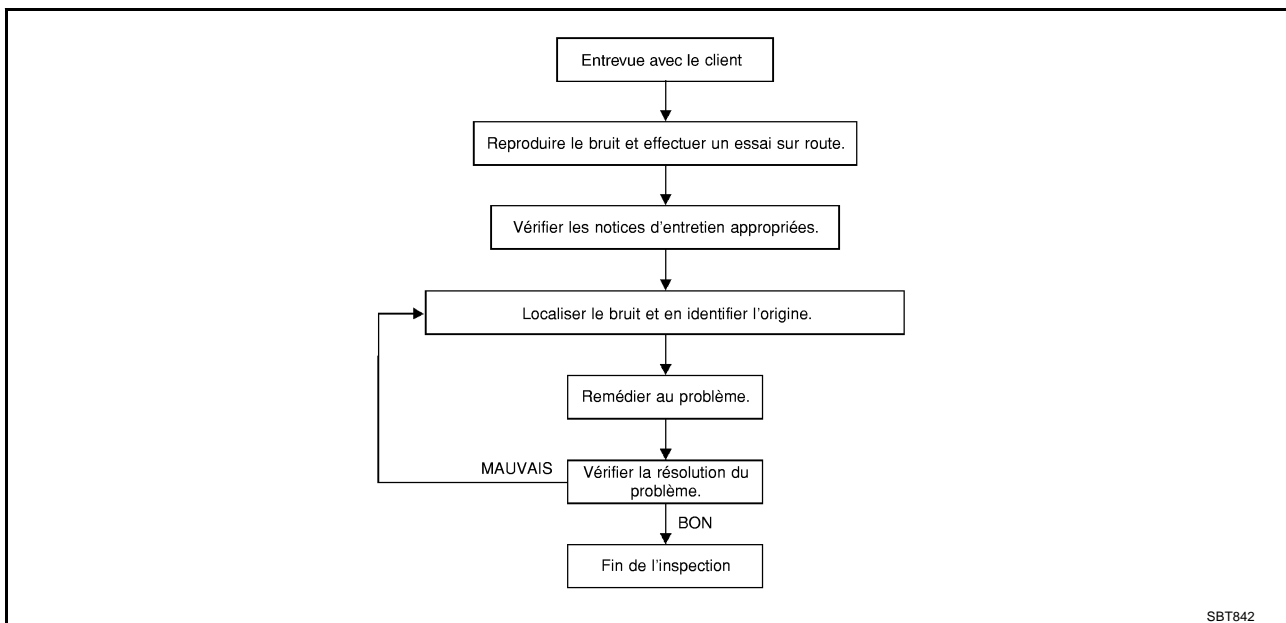 Entrevue avec le client
Reproduire le bruit et effectuer un essai sur route.
Vérifier les notices d'entretien appropriées.
Localiser le bruit et en identifier l'origine.
Remédier au problème.
MAUVAIS
Vérifier la résolution du
problème.
BON
Fin de l'inspection
SBT842